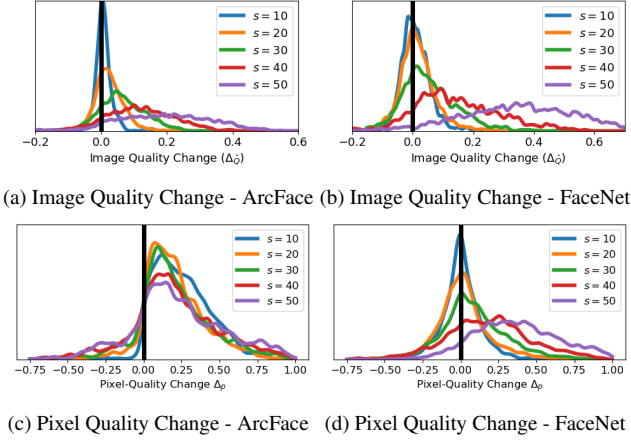 s = 10
s = 20
s = 30
s = 40
s = 50
−0.2 0.0 0.2 0.4 0.6
Image Quality Change (Δ_Q̂)
s = 10
s = 20
s = 30
s = 40
s = 50
−0.2 0.0 0.2 0.4 0.6
Image Quality Change (Δ_Q̂)
(a) Image Quality Change - ArcFace (b) Image Quality Change - FaceNet
s = 10
s = 20
s = 30
s = 40
s = 50
−0.75 −0.50 −0.25 0.00 0.25 0.50 0.75 1.00
Pixel-Quality Change Δ_p
s = 10
s = 20
s = 30
s = 40
s = 50
−0.75 −0.50 −0.25 0.00 0.25 0.50 0.75 1.00
Pixel-Quality Change Δ_p
(c) Pixel Quality Change - ArcFace (d) Pixel Quality Change - FaceNet